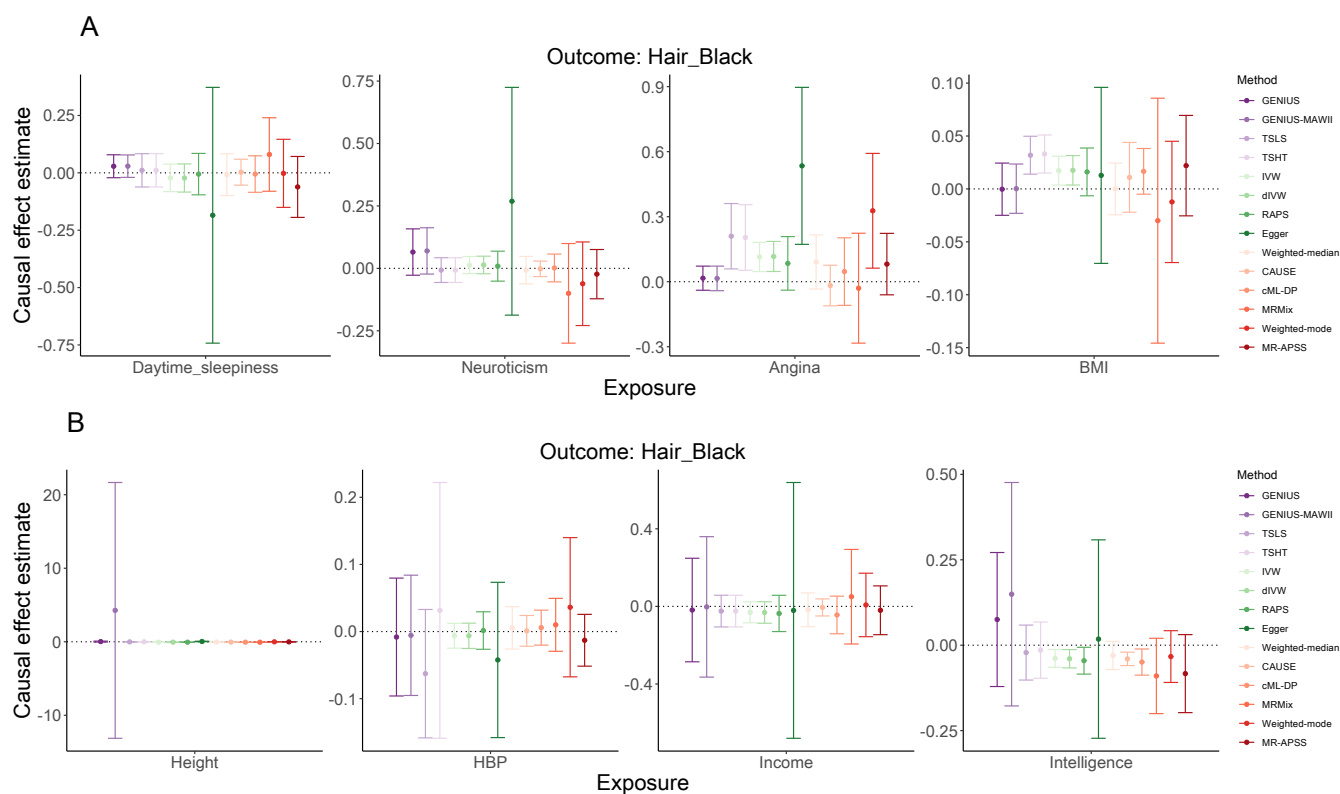 A
Outcome: Hair_Black
Causal effect estimate
0.25
0.00
-0.25
-0.50
-0.75
Daytime_sleepiness
0.75
0.50
0.25
0.00
-0.25
Neuroticism
0.9
0.6
0.3
0.0
-0.3
Angina
0.10
0.05
0.00
-0.05
-0.10
-0.15
BMI
Exposure
Method
GENIUS
GENIUS-MAWII
TSLS
TSHT
IVW
dIVW
RAPS
Egger
Weighted-median
CAUSE
cML-DP
MRMix
Weighted-mode
MR-APSS
B
Outcome: Hair_Black
Causal effect estimate
20
10
0
-10
Height
0.2
0.1
0.0
-0.1
HBP
0.4
0.0
-0.4
Income
0.50
0.25
0.00
-0.25
Intelligence
Exposure
Method
GENIUS
GENIUS-MAWII
TSLS
TSHT
IVW
dIVW
RAPS
Egger
Weighted-median
CAUSE
cML-DP
MRMix
Weighted-mode
MR-APSS